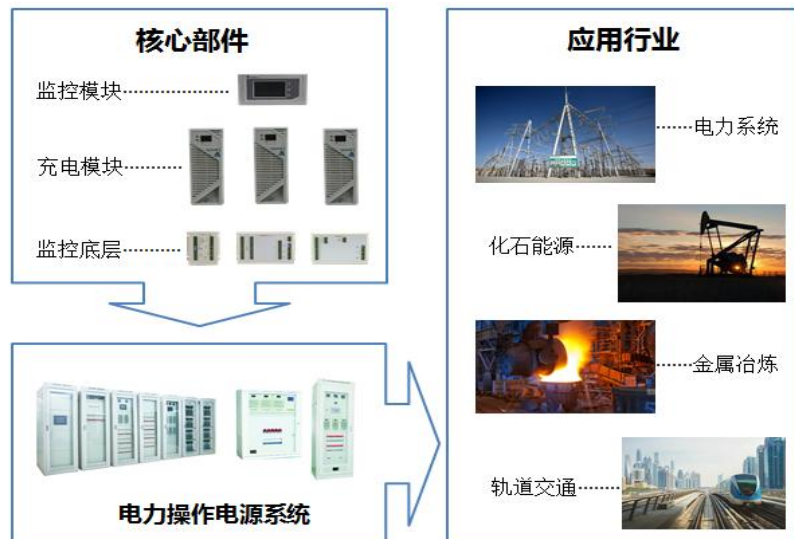 核心部件
监控模块
充电模块
监控底层
电力操作电源系统
应用行业
电力系统
化石能源
金属冶炼
轨道交通